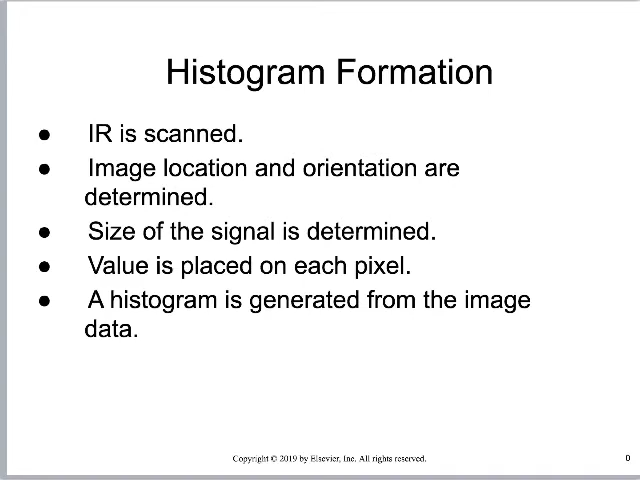 Histogram Formation
● IR is scanned.
● Image location and orientation are
determined.
● Size of the signal is determined.
● Value is placed on each pixel.
● A histogram is generated from the image
data.
Copyright © 2019 by Elsevier, Inc. All rights reserved.
0